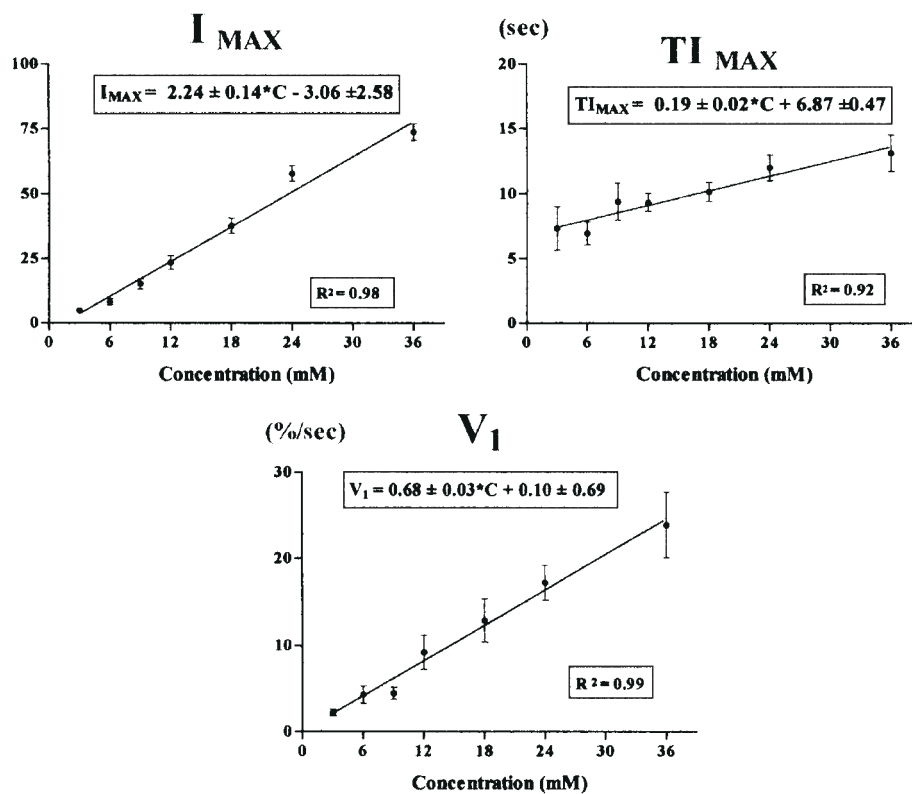 I MAX
100
75
50
25
0
I_MAX = 2.24 ± 0.14*C - 3.06 ±2.58
R² = 0.98
0 6 12 18 24 30 36
Concentration (mM)
(sec)
TI MAX
20
15
10
5
0
TI_MAX = 0.19 ± 0.02*C + 6.87 ±0.47
R² = 0.92
0 6 12 18 24 30 36
Concentration (mM)
(%/sec)
V₁
30
20
10
0
V₁ = 0.68 ± 0.03*C + 0.10 ± 0.69
R² = 0.99
0 6 12 18 24 30 36
Concentration (mM)